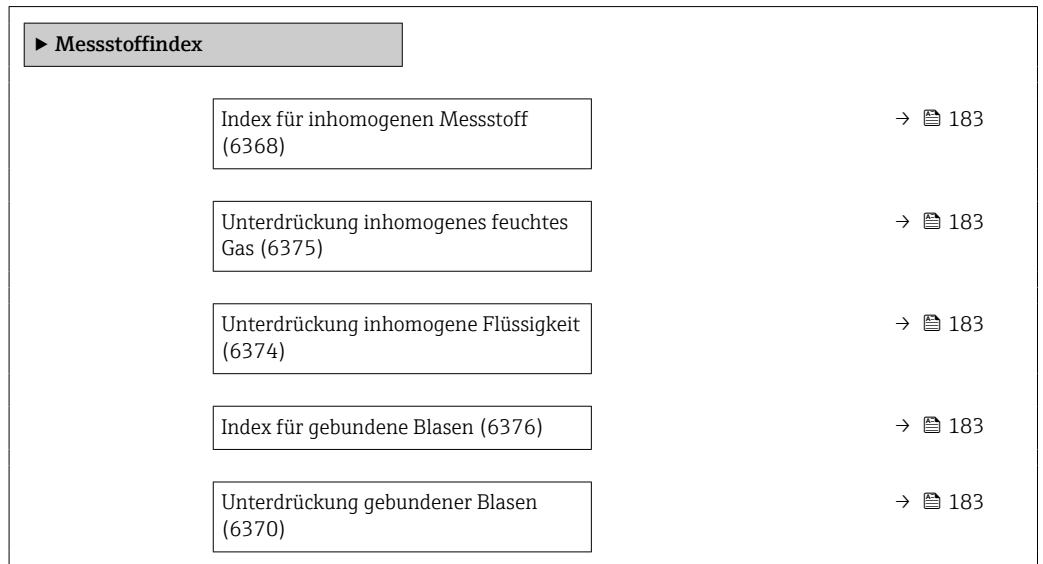 ▶ Messstoffindex
Index für inhomogenen Messstoff
(6368)
→ 183
Unterdrückung inhomogenes feuchtes
Gas (6375)
→ 183
Unterdrückung inhomogene Flüssigkeit
(6374)
→ 183
Index für gebundene Blasen (6376)
→ 183
Unterdrückung gebundener Blasen
(6370)
→ 183